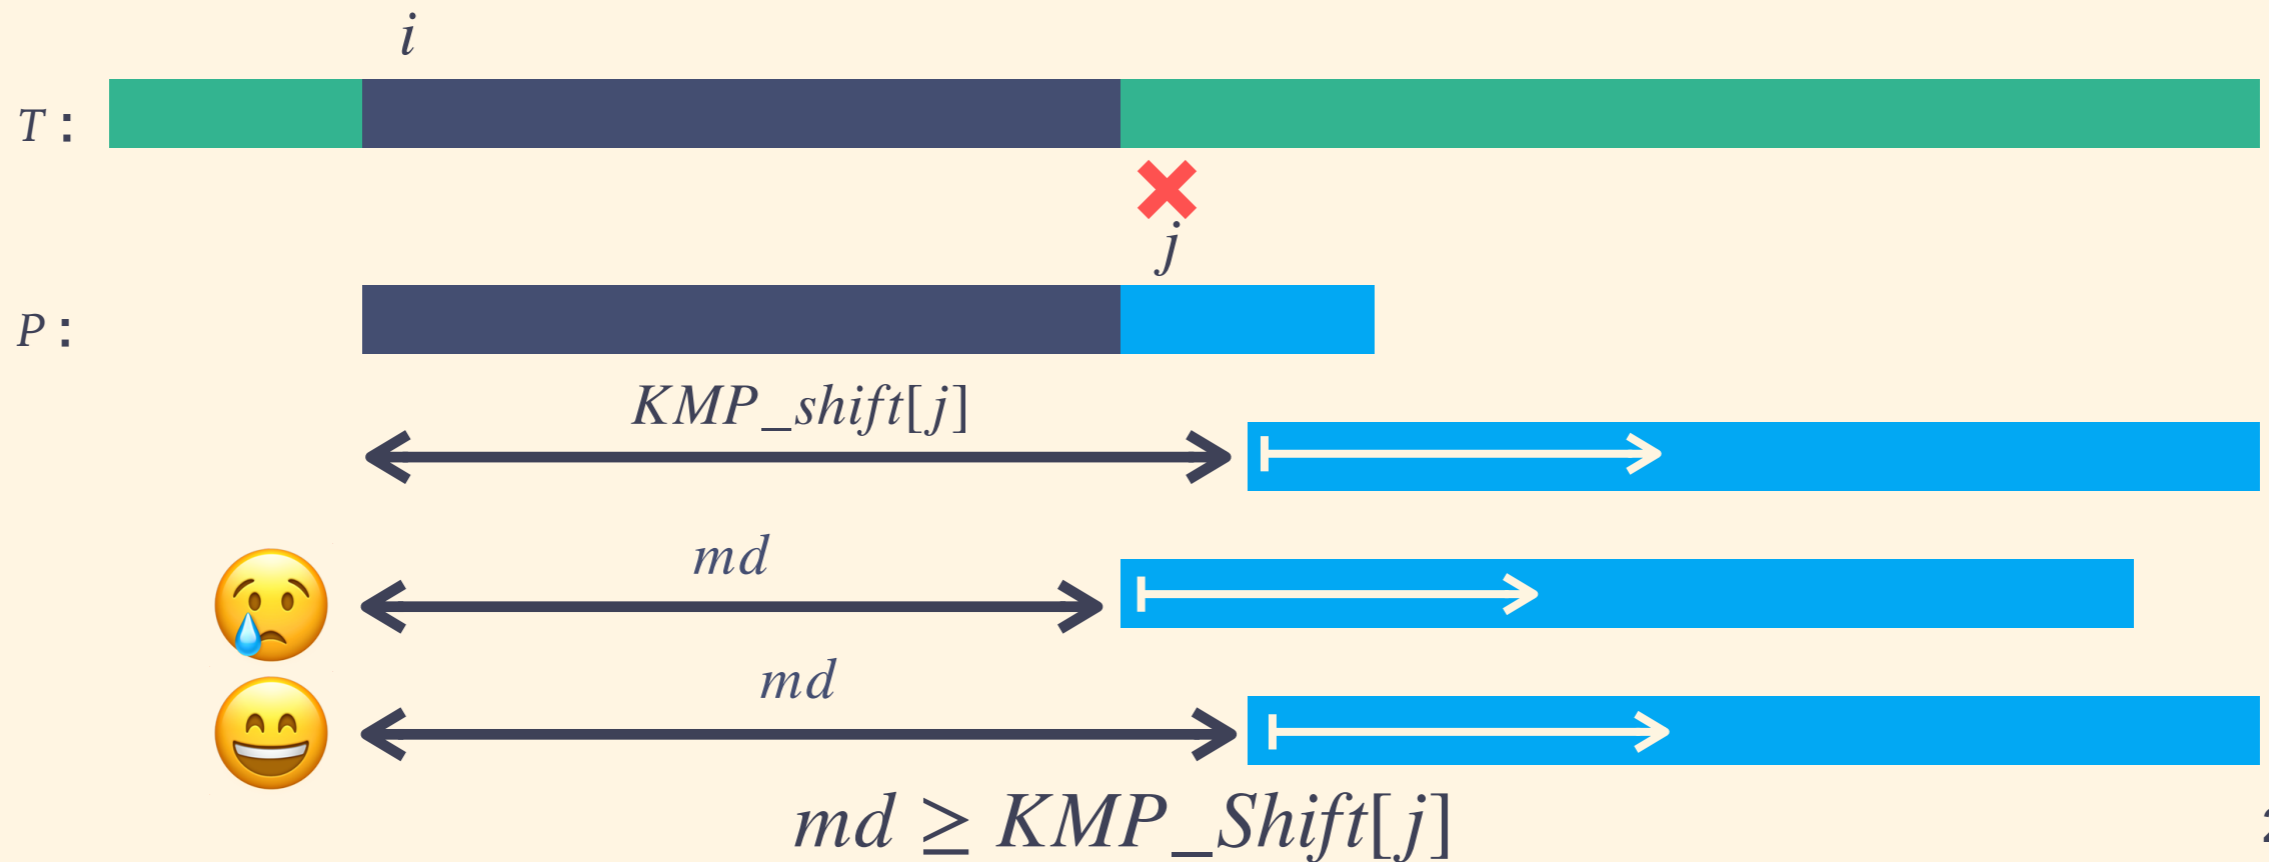 i
T :
j
P :
KMP_shift[j]
md
md
md ≥ KMP_Shift[j]